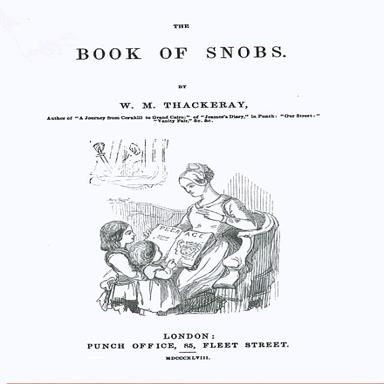 THE
BOOK OF SNOBS.
BY
W. M. THACKERAY,
Author of "A Journey from Cornhill to Grand Cairo;" of "Jeames's Diary," in Punch: "Our Street:"
"Vanity Fair," &c. &c.
PREFACE
LONDON:
PUNCH OFFICE, 85, FLEET STREET.
MDCCCXLVIII.